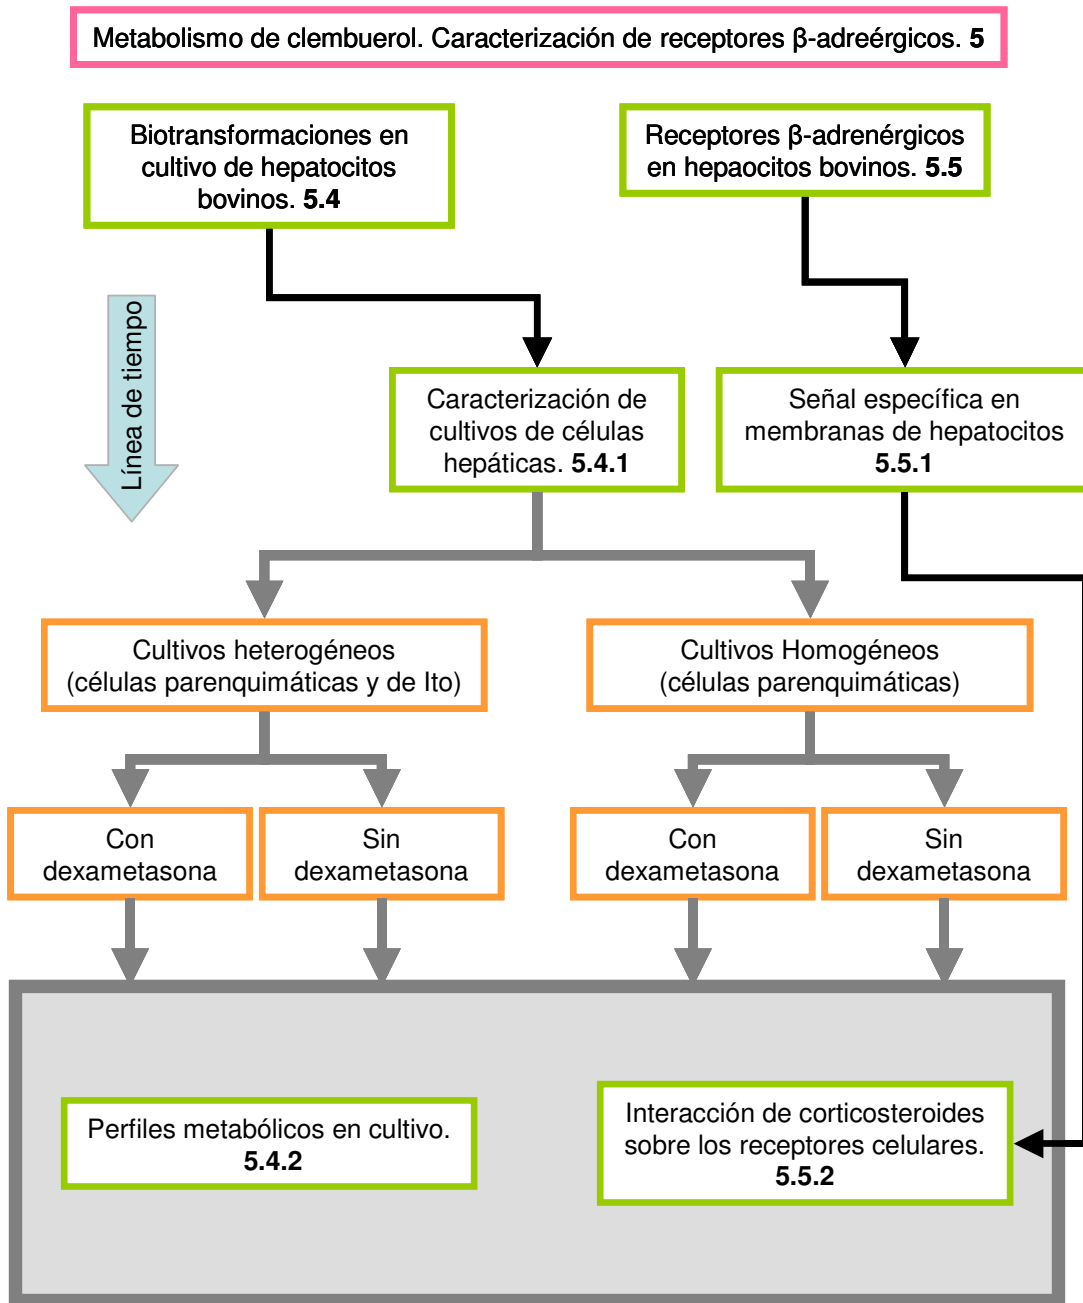 Metabolismo de clembuerol. Caracterización de receptores β-adreérgicos. 5
Biotransformaciones en
cultivo de hepatocitos
bovinos. 5.4
Receptores β-adrenérgicos
en hepaocitos bovinos. 5.5
Línea de tiempo
Caracterización de
cultivos de células
hepáticas. 5.4.1
Señal específica en
membranas de hepatocitos
5.5.1
Cultivos heterogéneos
(células parenquimáticas y de Ito)
Cultivos Homogéneos
(células parenquimáticas)
Con
dexametasona
Sin
dexametasona
Con
dexametasona
Sin
dexametasona
Perfiles metabólicos en cultivo.
5.4.2
Interacción de corticosteroides
sobre los receptores celulares.
5.5.2